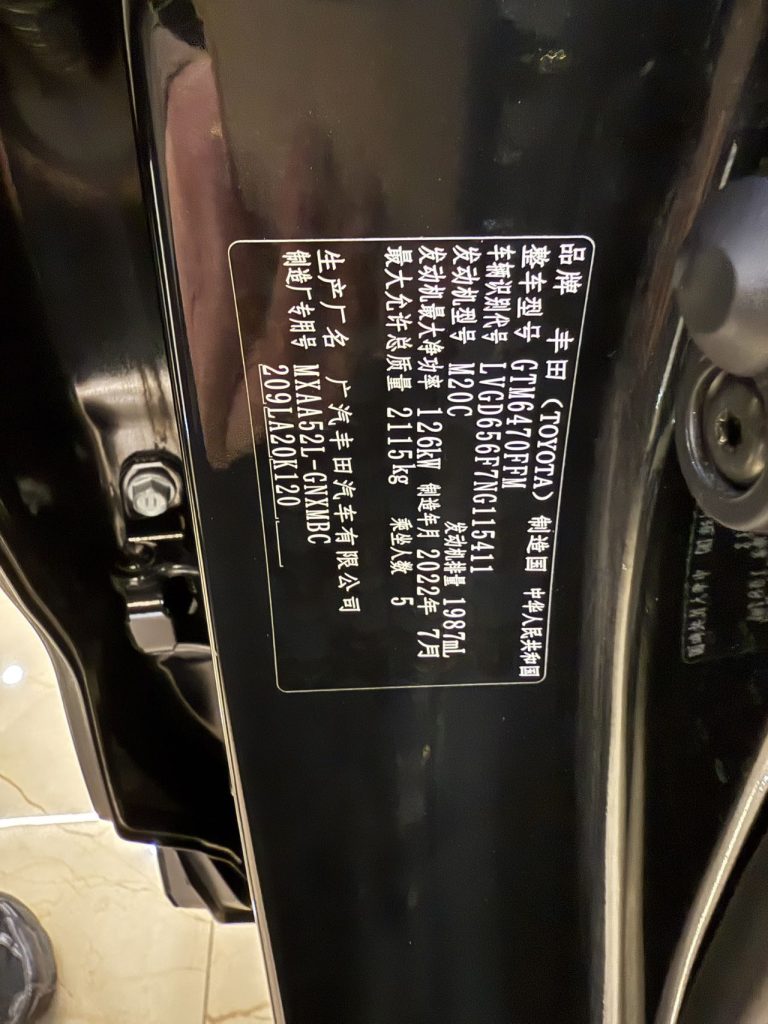 品牌 丰田（TOYOTA） 制造国 中华人民共和国
整车型号 GTM6470FFM
车辆识别代号 LVGD656F7NG115411
发动机型号 M20C 发动机排量 1987mL
发动机最大净功率 126kW 制造年月 2022年 7月
最大允许总质量 2115kg 乘坐人数 5
生产厂名 广汽丰田汽车有限公司
制造厂专用号 MXAA52L-GNXMBC
209LA20K120